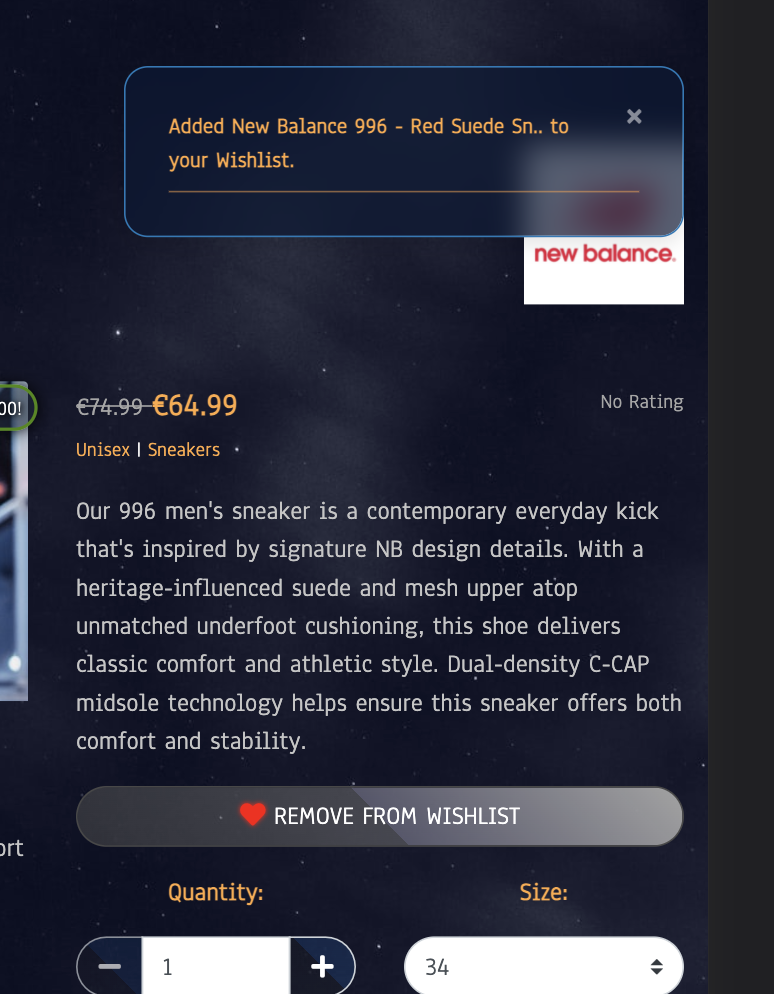 Added New Balance 996 - Red Suede Sn.. to
your Wishlist.
new balance.
€74.99 €64.99
No Rating
Unisex | Sneakers
Our 996 men's sneaker is a contemporary everyday kick
that's inspired by signature NB design details. With a
heritage-influenced suede and mesh upper atop
unmatched underfoot cushioning, this shoe delivers
classic comfort and athletic style. Dual-density C-CAP
midsole technology helps ensure this sneaker offers both
comfort and stability.
REMOVE FROM WISHLIST
Quantity:
Size:
1
34